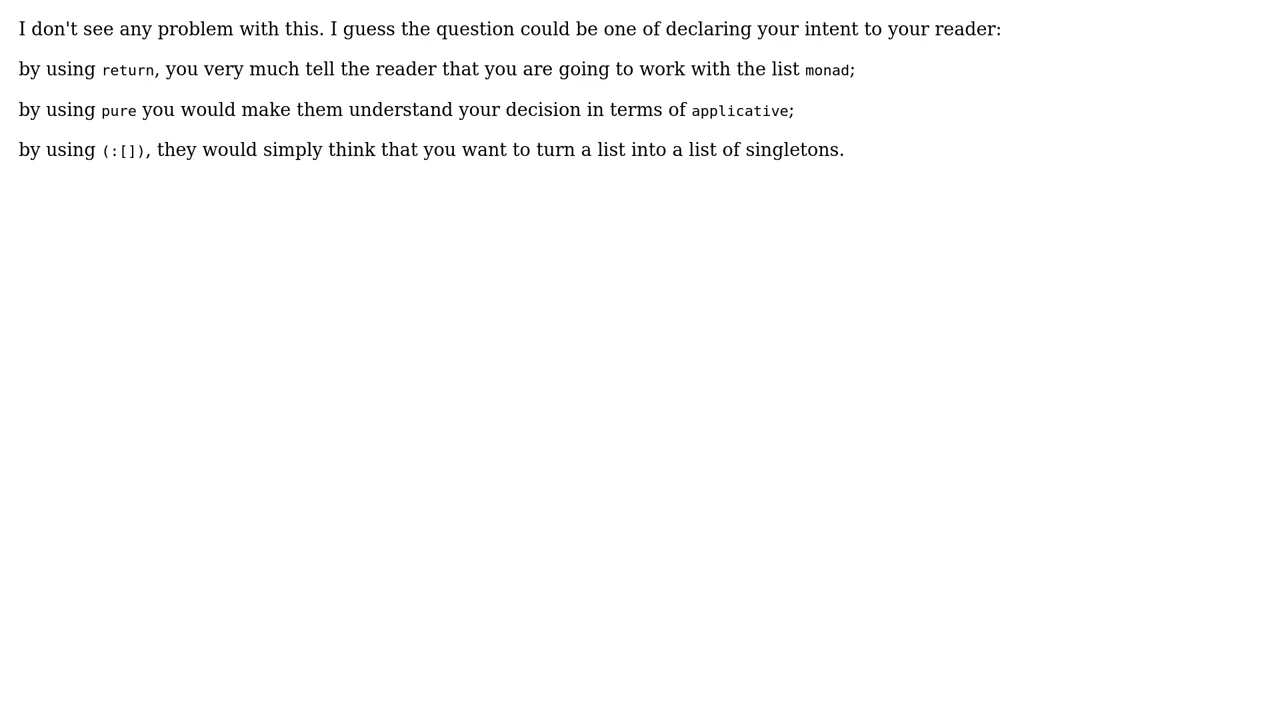 I don't see any problem with this. I guess the question could be one of declaring your intent to your reader:
by using return, you very much tell the reader that you are going to work with the list monad;
by using pure you would make them understand your decision in terms of applicative;
by using (:[]), they would simply think that you want to turn a list into a list of singletons.